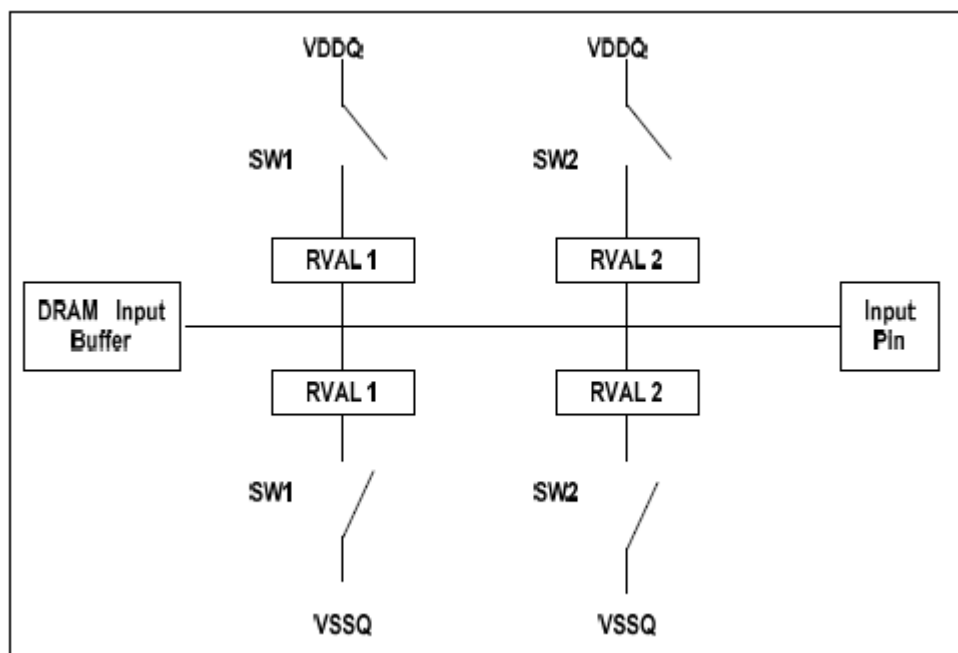 VDDQ VDDQ
SW1 SW2
RVAL 1 RVAL 2
DRAM Input
Buffer
Input
Pin
RVAL 1 RVAL 2
SW1 SW2
VSSQ VSSQ